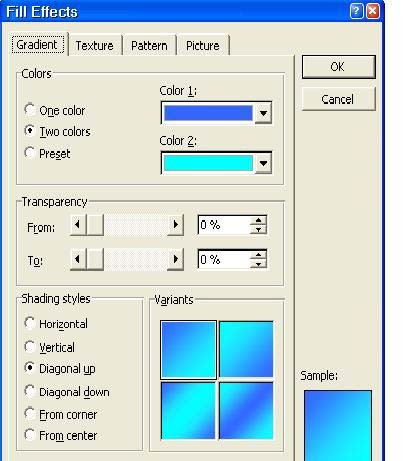 Fill Effects
Gradient Texture Pattern Picture
OK
Cancel
Colors
One color
Two colors
Preset
Color 1:
Color 2:
Transparency
From: 0 %
To: 0 %
Shading styles
Horizontal
Vertical
Diagonal up
Diagonal down
From corner
From center
Variants
Sample: